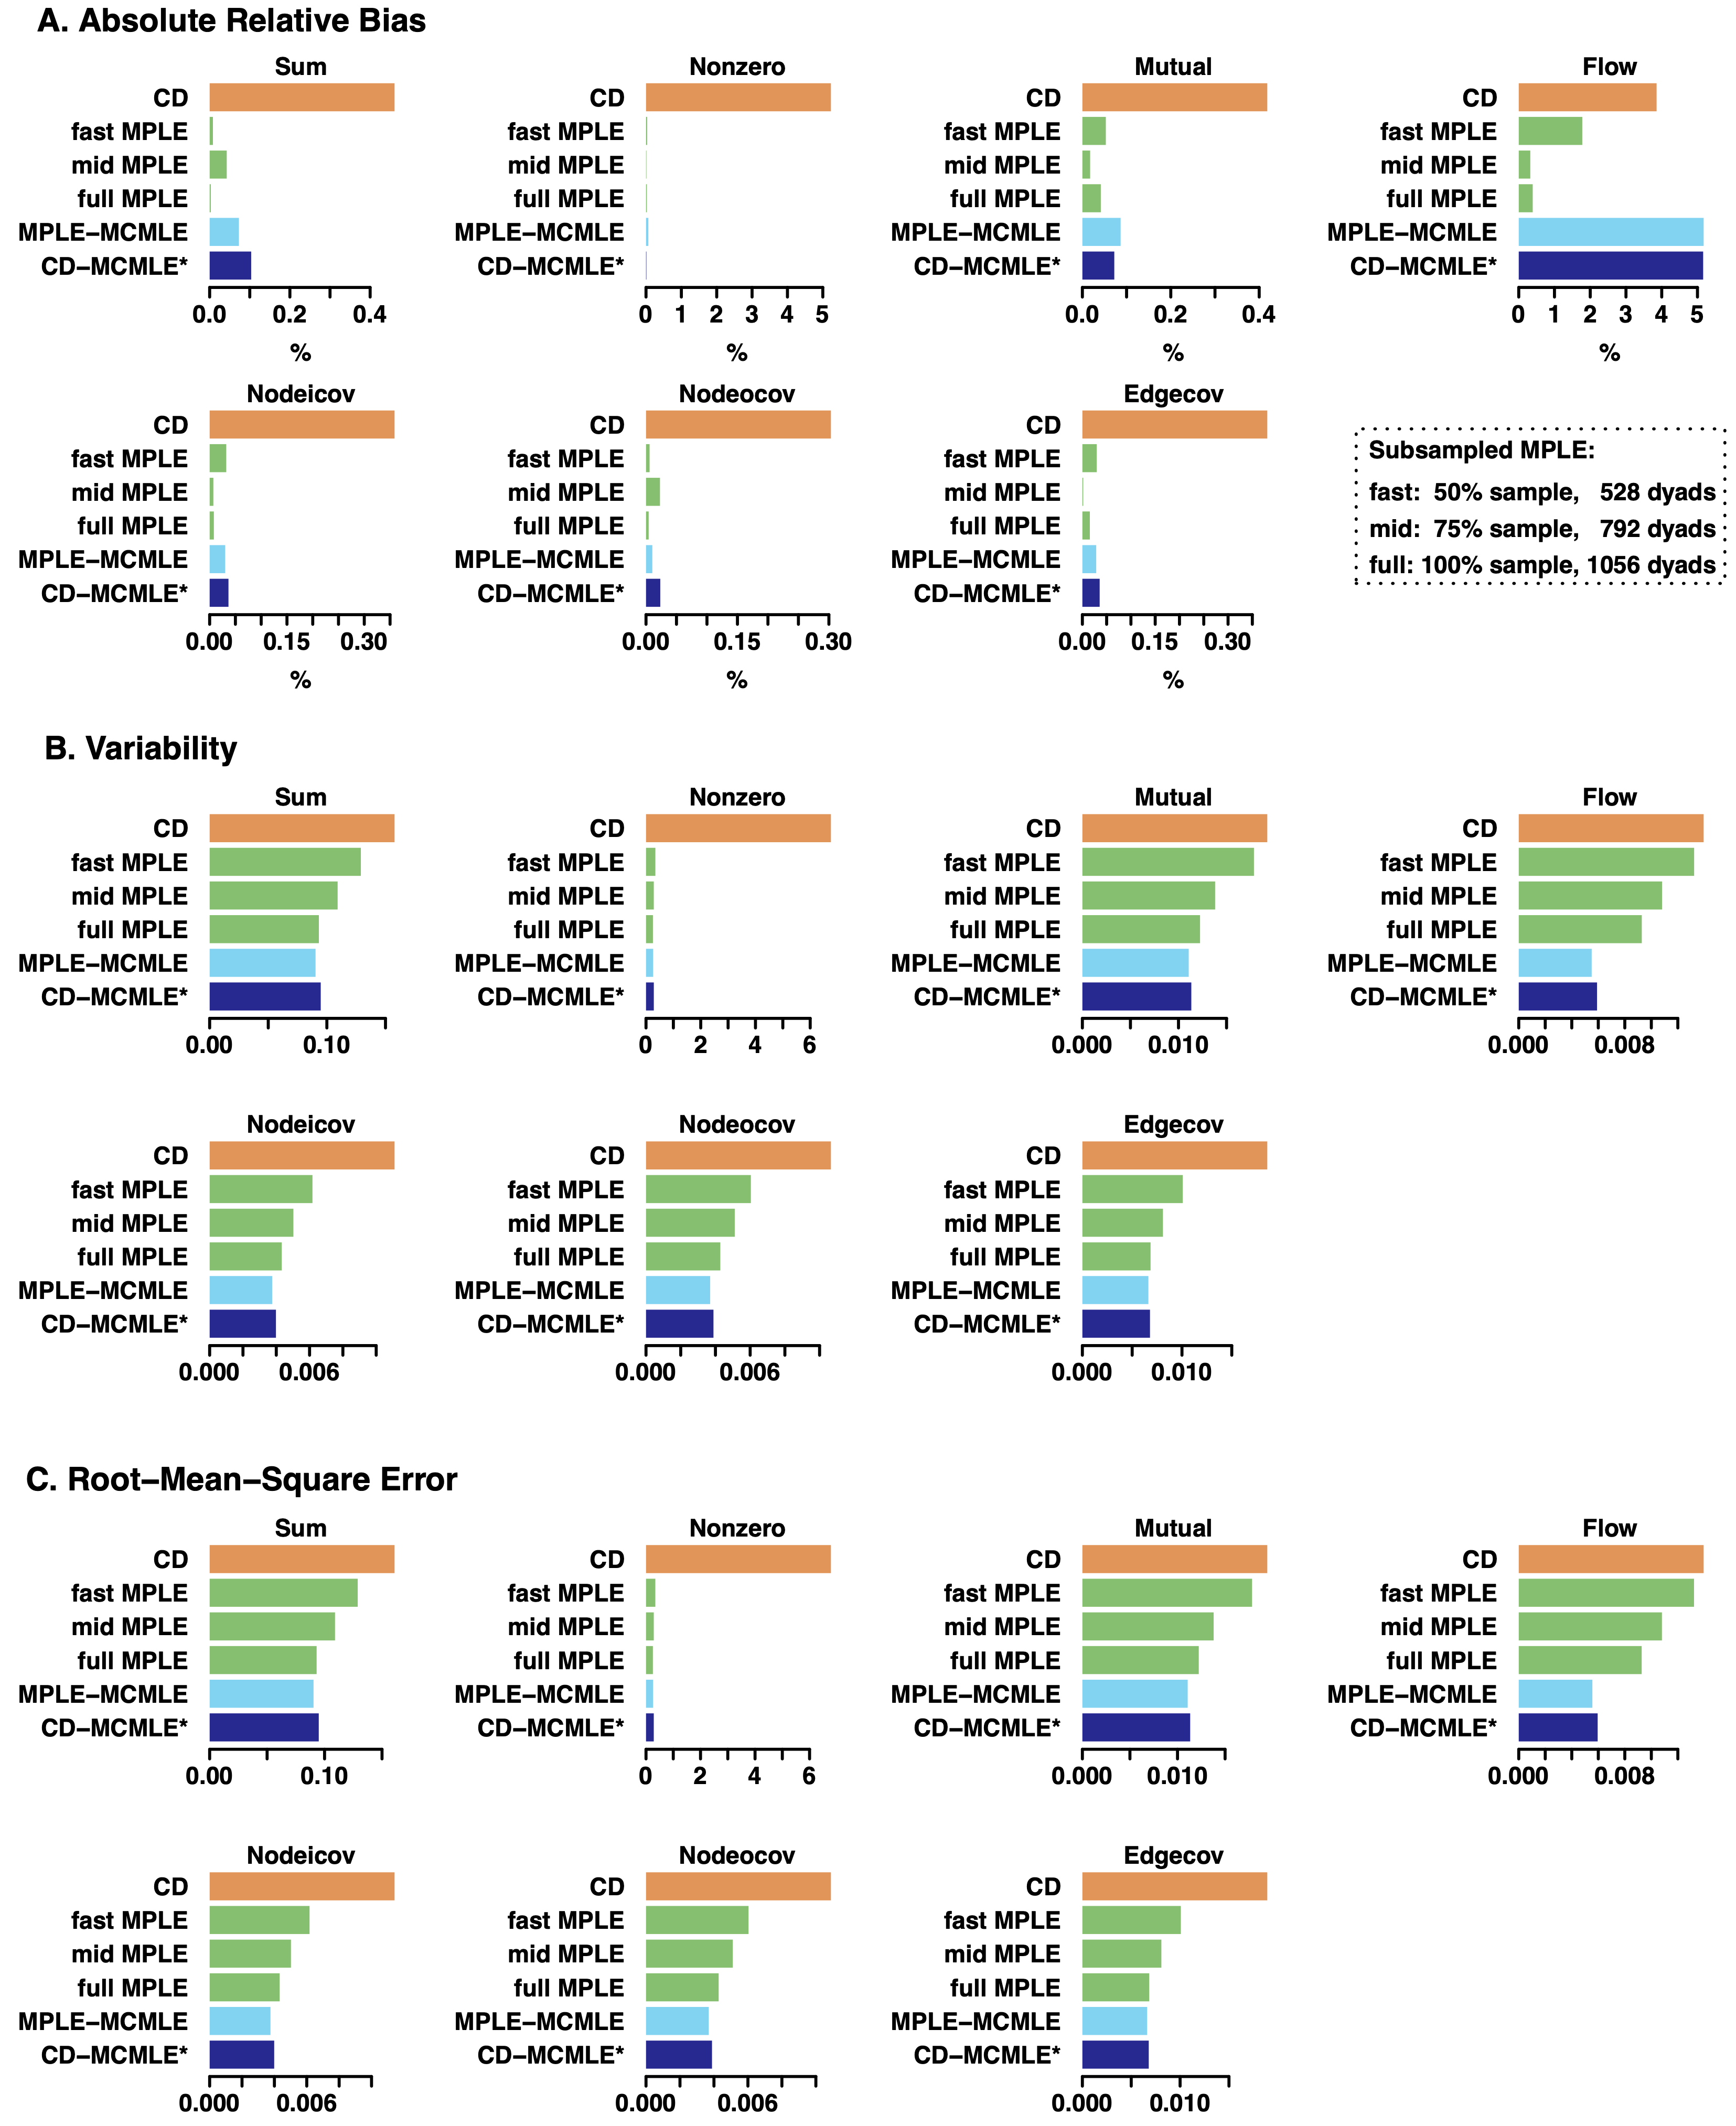 A. Absolute Relative Bias
Sum
CD
fast MPLE
mid MPLE
full MPLE
MPLE–MCMLE
CD–MCMLE*
0.0 0.2 0.4
%
Nonzero
CD
fast MPLE
mid MPLE
full MPLE
MPLE–MCMLE
CD–MCMLE*
0 1 2 3 4 5
%
Mutual
CD
fast MPLE
mid MPLE
full MPLE
MPLE–MCMLE
CD–MCMLE*
0.0 0.2 0.4
%
Flow
CD
fast MPLE
mid MPLE
full MPLE
MPLE–MCMLE
CD–MCMLE*
0 1 2 3 4 5
%
Nodeicov
CD
fast MPLE
mid MPLE
full MPLE
MPLE–MCMLE
CD–MCMLE*
0.00 0.15 0.30
%
Nodeocov
CD
fast MPLE
mid MPLE
full MPLE
MPLE–MCMLE
CD–MCMLE*
0.00 0.15 0.30
%
Edgecov
CD
fast MPLE
mid MPLE
full MPLE
MPLE–MCMLE
CD–MCMLE*
0.00 0.15 0.30
%
Subsampled MPLE:
fast: 50% sample, 528 dyads
mid: 75% sample, 792 dyads
full: 100% sample, 1056 dyads
B. Variability
Sum
CD
fast MPLE
mid MPLE
full MPLE
MPLE–MCMLE
CD–MCMLE*
0.00 0.10
Nonzero
CD
fast MPLE
mid MPLE
full MPLE
MPLE–MCMLE
CD–MCMLE*
0 2 4 6
Mutual
CD
fast MPLE
mid MPLE
full MPLE
MPLE–MCMLE
CD–MCMLE*
0.000 0.010
Flow
CD
fast MPLE
mid MPLE
full MPLE
MPLE–MCMLE
CD–MCMLE*
0.000 0.008
Nodeicov
CD
fast MPLE
mid MPLE
full MPLE
MPLE–MCMLE
CD–MCMLE*
0.000 0.006
Nodeocov
CD
fast MPLE
mid MPLE
full MPLE
MPLE–MCMLE
CD–MCMLE*
0.000 0.006
Edgecov
CD
fast MPLE
mid MPLE
full MPLE
MPLE–MCMLE
CD–MCMLE*
0.000 0.010
C. Root–Mean–Square Error
Sum
CD
fast MPLE
mid MPLE
full MPLE
MPLE–MCMLE
CD–MCMLE*
0.00 0.10
Nonzero
CD
fast MPLE
mid MPLE
full MPLE
MPLE–MCMLE
CD–MCMLE*
0 2 4 6
Mutual
CD
fast MPLE
mid MPLE
full MPLE
MPLE–MCMLE
CD–MCMLE*
0.000 0.010
Flow
CD
fast MPLE
mid MPLE
full MPLE
MPLE–MCMLE
CD–MCMLE*
0.000 0.008
Nodeicov
CD
fast MPLE
mid MPLE
full MPLE
MPLE–MCMLE
CD–MCMLE*
0.000 0.006
Nodeocov
CD
fast MPLE
mid MPLE
full MPLE
MPLE–MCMLE
CD–MCMLE*
0.000 0.006
Edgecov
CD
fast MPLE
mid MPLE
full MPLE
MPLE–MCMLE
CD–MCMLE*
0.000 0.010